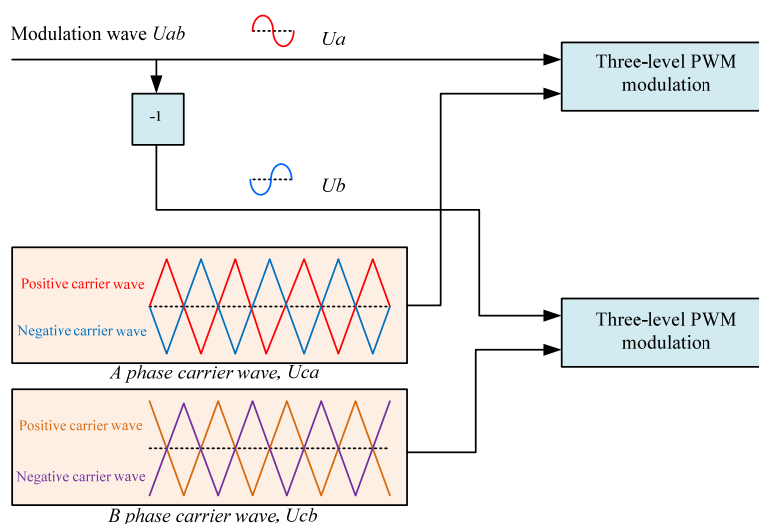 Modulation wave Uab
Ua
Three-level PWM
modulation
-1
Ub
Positive carrier wave
Negative carrier wave
A phase carrier wave, Uca
Three-level PWM
modulation
Positive carrier wave
Negative carrier wave
B phase carrier wave, Ucb